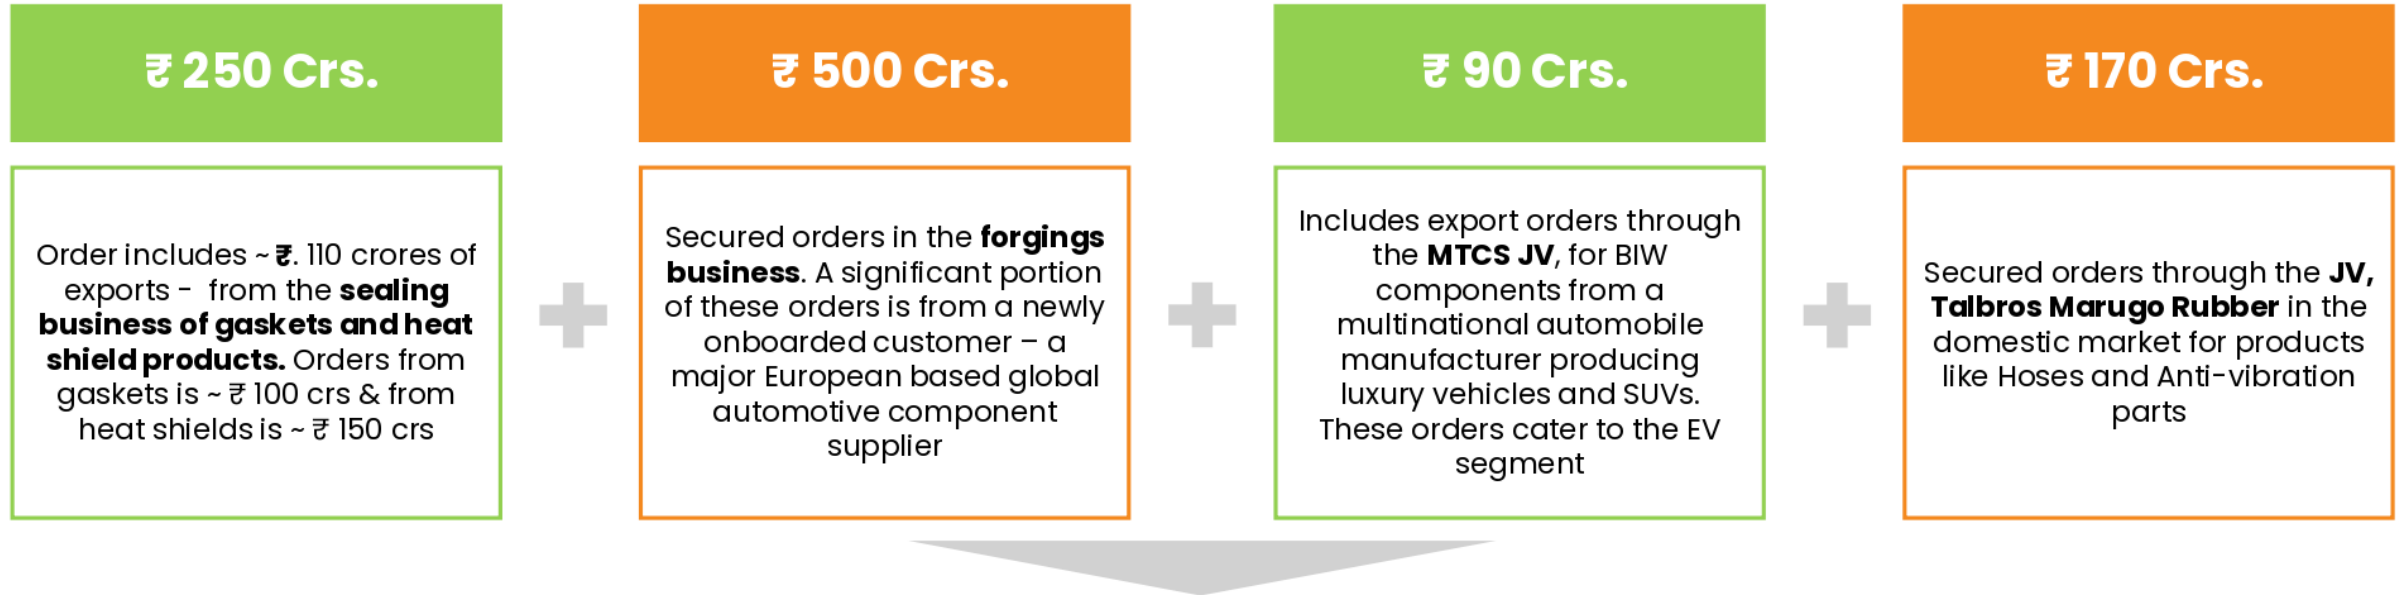 ₹ 250 Crs.
Order includes ~ ₹. 110 crores of
exports - from the sealing
business of gaskets and heat
shield products. Orders from
gaskets is ~ ₹ 100 crs & from
heat shields is ~ ₹ 150 crs
₹ 500 Crs.
Secured orders in the forgings
business. A significant portion
of these orders is from a newly
onboarded customer – a
major European based global
automotive component
supplier
₹ 90 Crs.
Includes export orders through
the MTCS JV, for BIW
components from a
multinational automobile
manufacturer producing
luxury vehicles and SUVs.
These orders cater to the EV
segment
₹ 170 Crs.
Secured orders through the JV,
Talbros Marugo Rubber in the
domestic market for products
like Hoses and Anti-vibration
parts